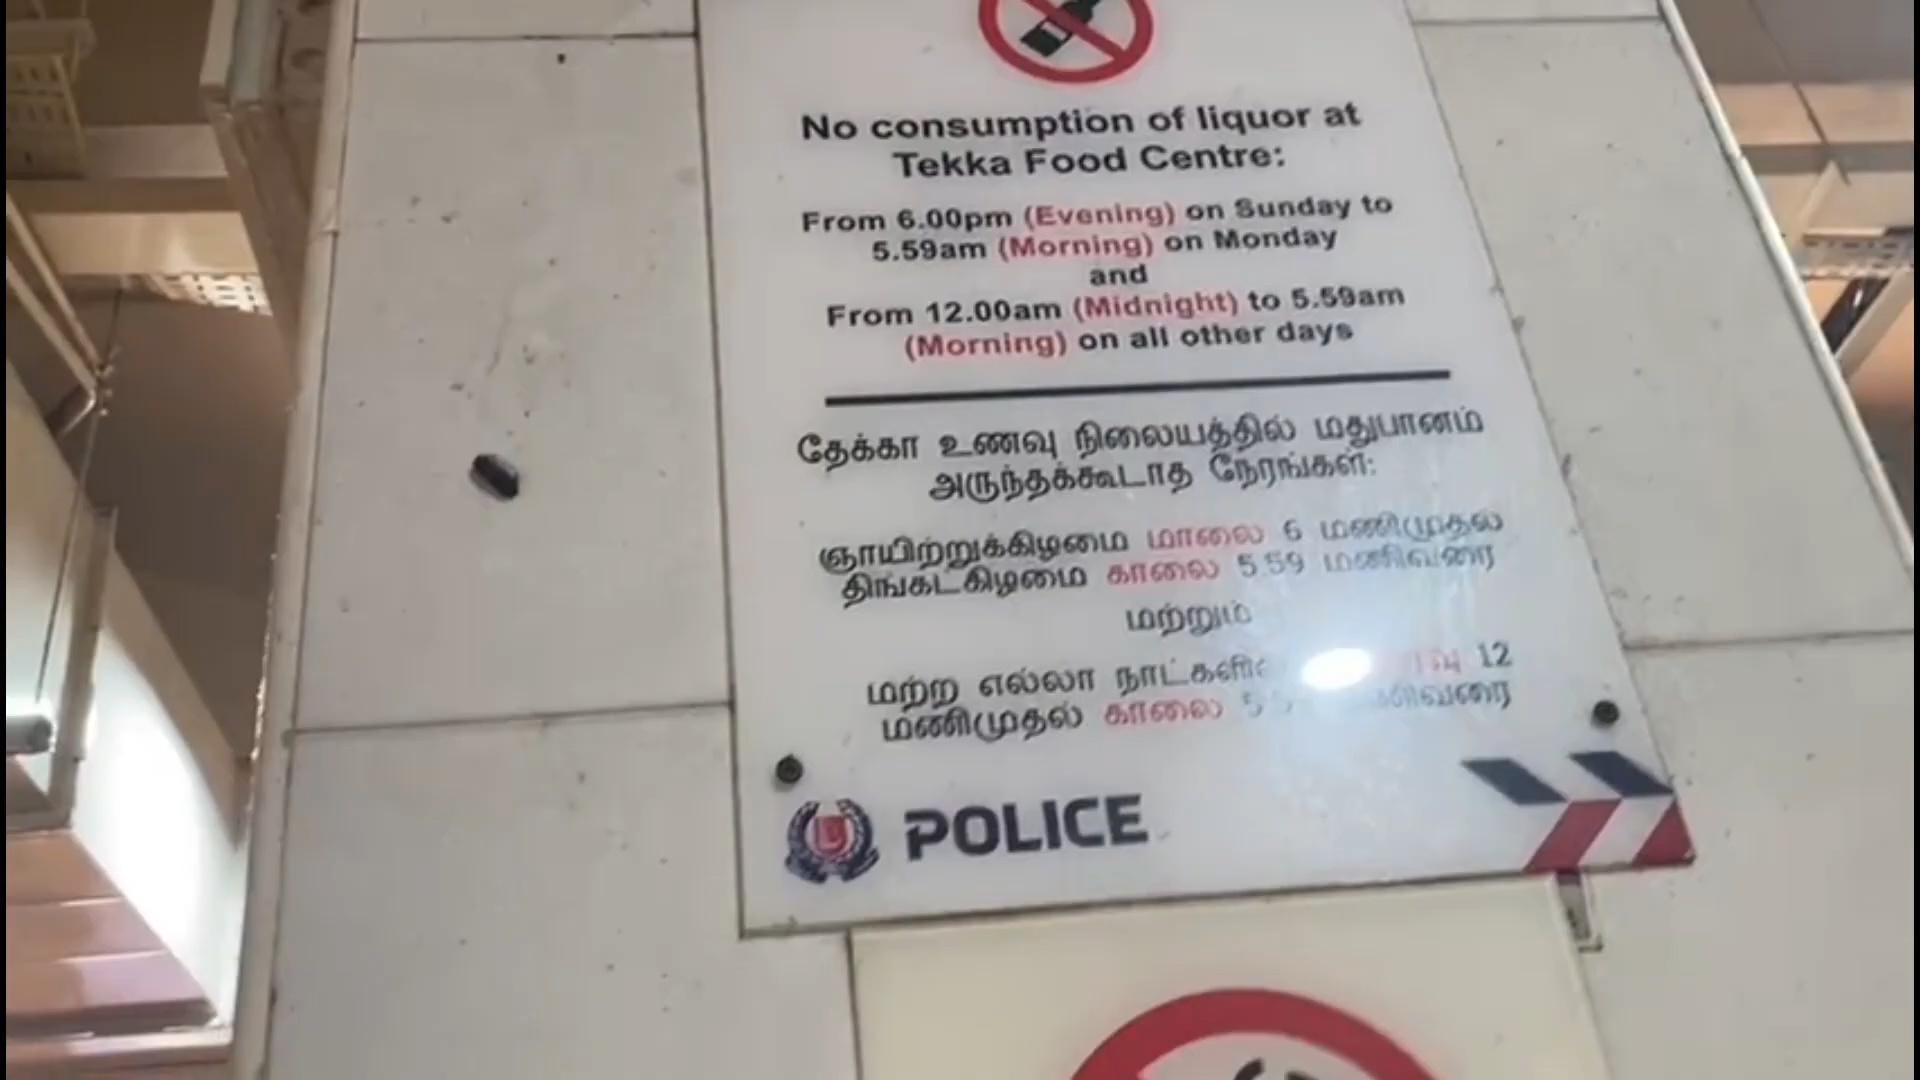 No consumption of liquor at
Tekka Food Centre:
From 6.00pm (Evening) on Sunday to
5.59am (Morning) on Monday
and
From 12.00am (Midnight) to 5.59am
(Morning) on all other days
தேக்கா உணவு நிலையத்தில் மதுபானம்
அருந்தக்கூடாத நேரங்கள்:
ஞாயிற்றுக்கிழமை மாலை 6 மணிமுதல்
திங்கட்கிழமை காலை 5.59 மணிவரை
மற்றும்
மற்ற எல்லா 12
மணிமுதல் காலை
POLICE